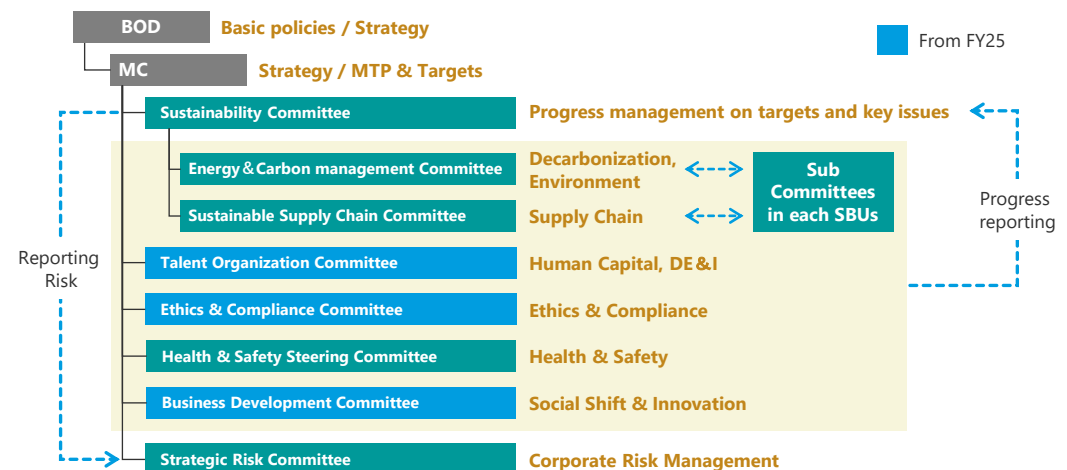 BOD
Basic policies / Strategy
From FY25
MC
Strategy / MTP & Targets
Sustainability Committee
Progress management on targets and key issues
Energy&Carbon management Committee
Decarbonization,
Environment
Sub
Committees
in each SBUs
Sustainable Supply Chain Committee
Supply Chain
Progress
reporting
Reporting
Risk
Talent Organization Committee
Human Capital, DE&I
Ethics & Compliance Committee
Ethics & Compliance
Health & Safety Steering Committee
Health & Safety
Business Development Committee
Social Shift & Innovation
Strategic Risk Committee
Corporate Risk Management